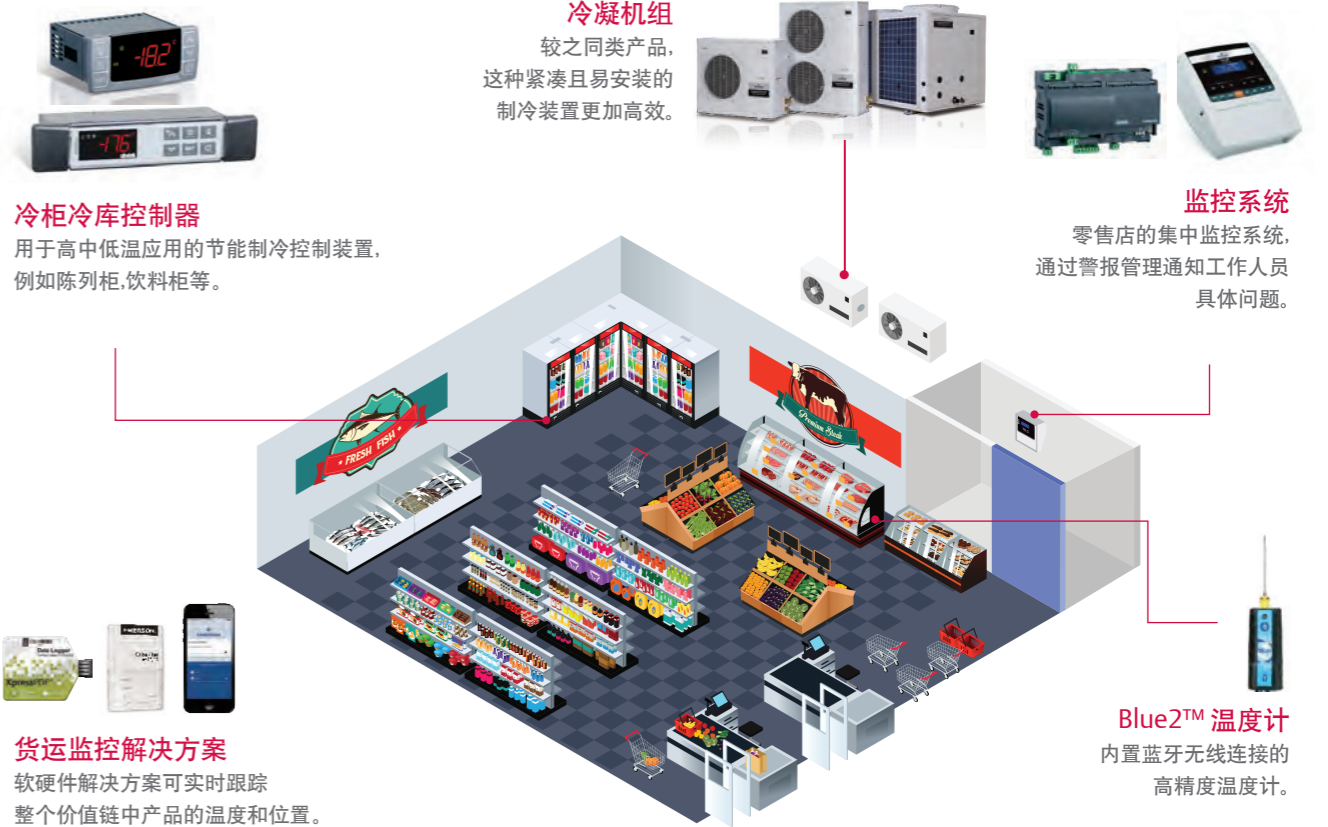 -18.2
-17.6
冷柜冷库控制器
用于高中低温应用的节能制冷控制装置,
例如陈列柜,饮料柜等。
冷凝机组
较之同类产品,
这种紧凑且易安装的
制冷装置更加高效。
监控系统
零售店的集中监控系统,
通过警报管理通知工作人员
具体问题。
FRESH FISH
Premium Steak
Data Logger
XpressPDF
EMERSON
货运监控解决方案
软硬件解决方案可实时跟踪
整个价值链中产品的温度和位置。
Blue2™ 温度计
内置蓝牙无线连接的
高精度温度计。